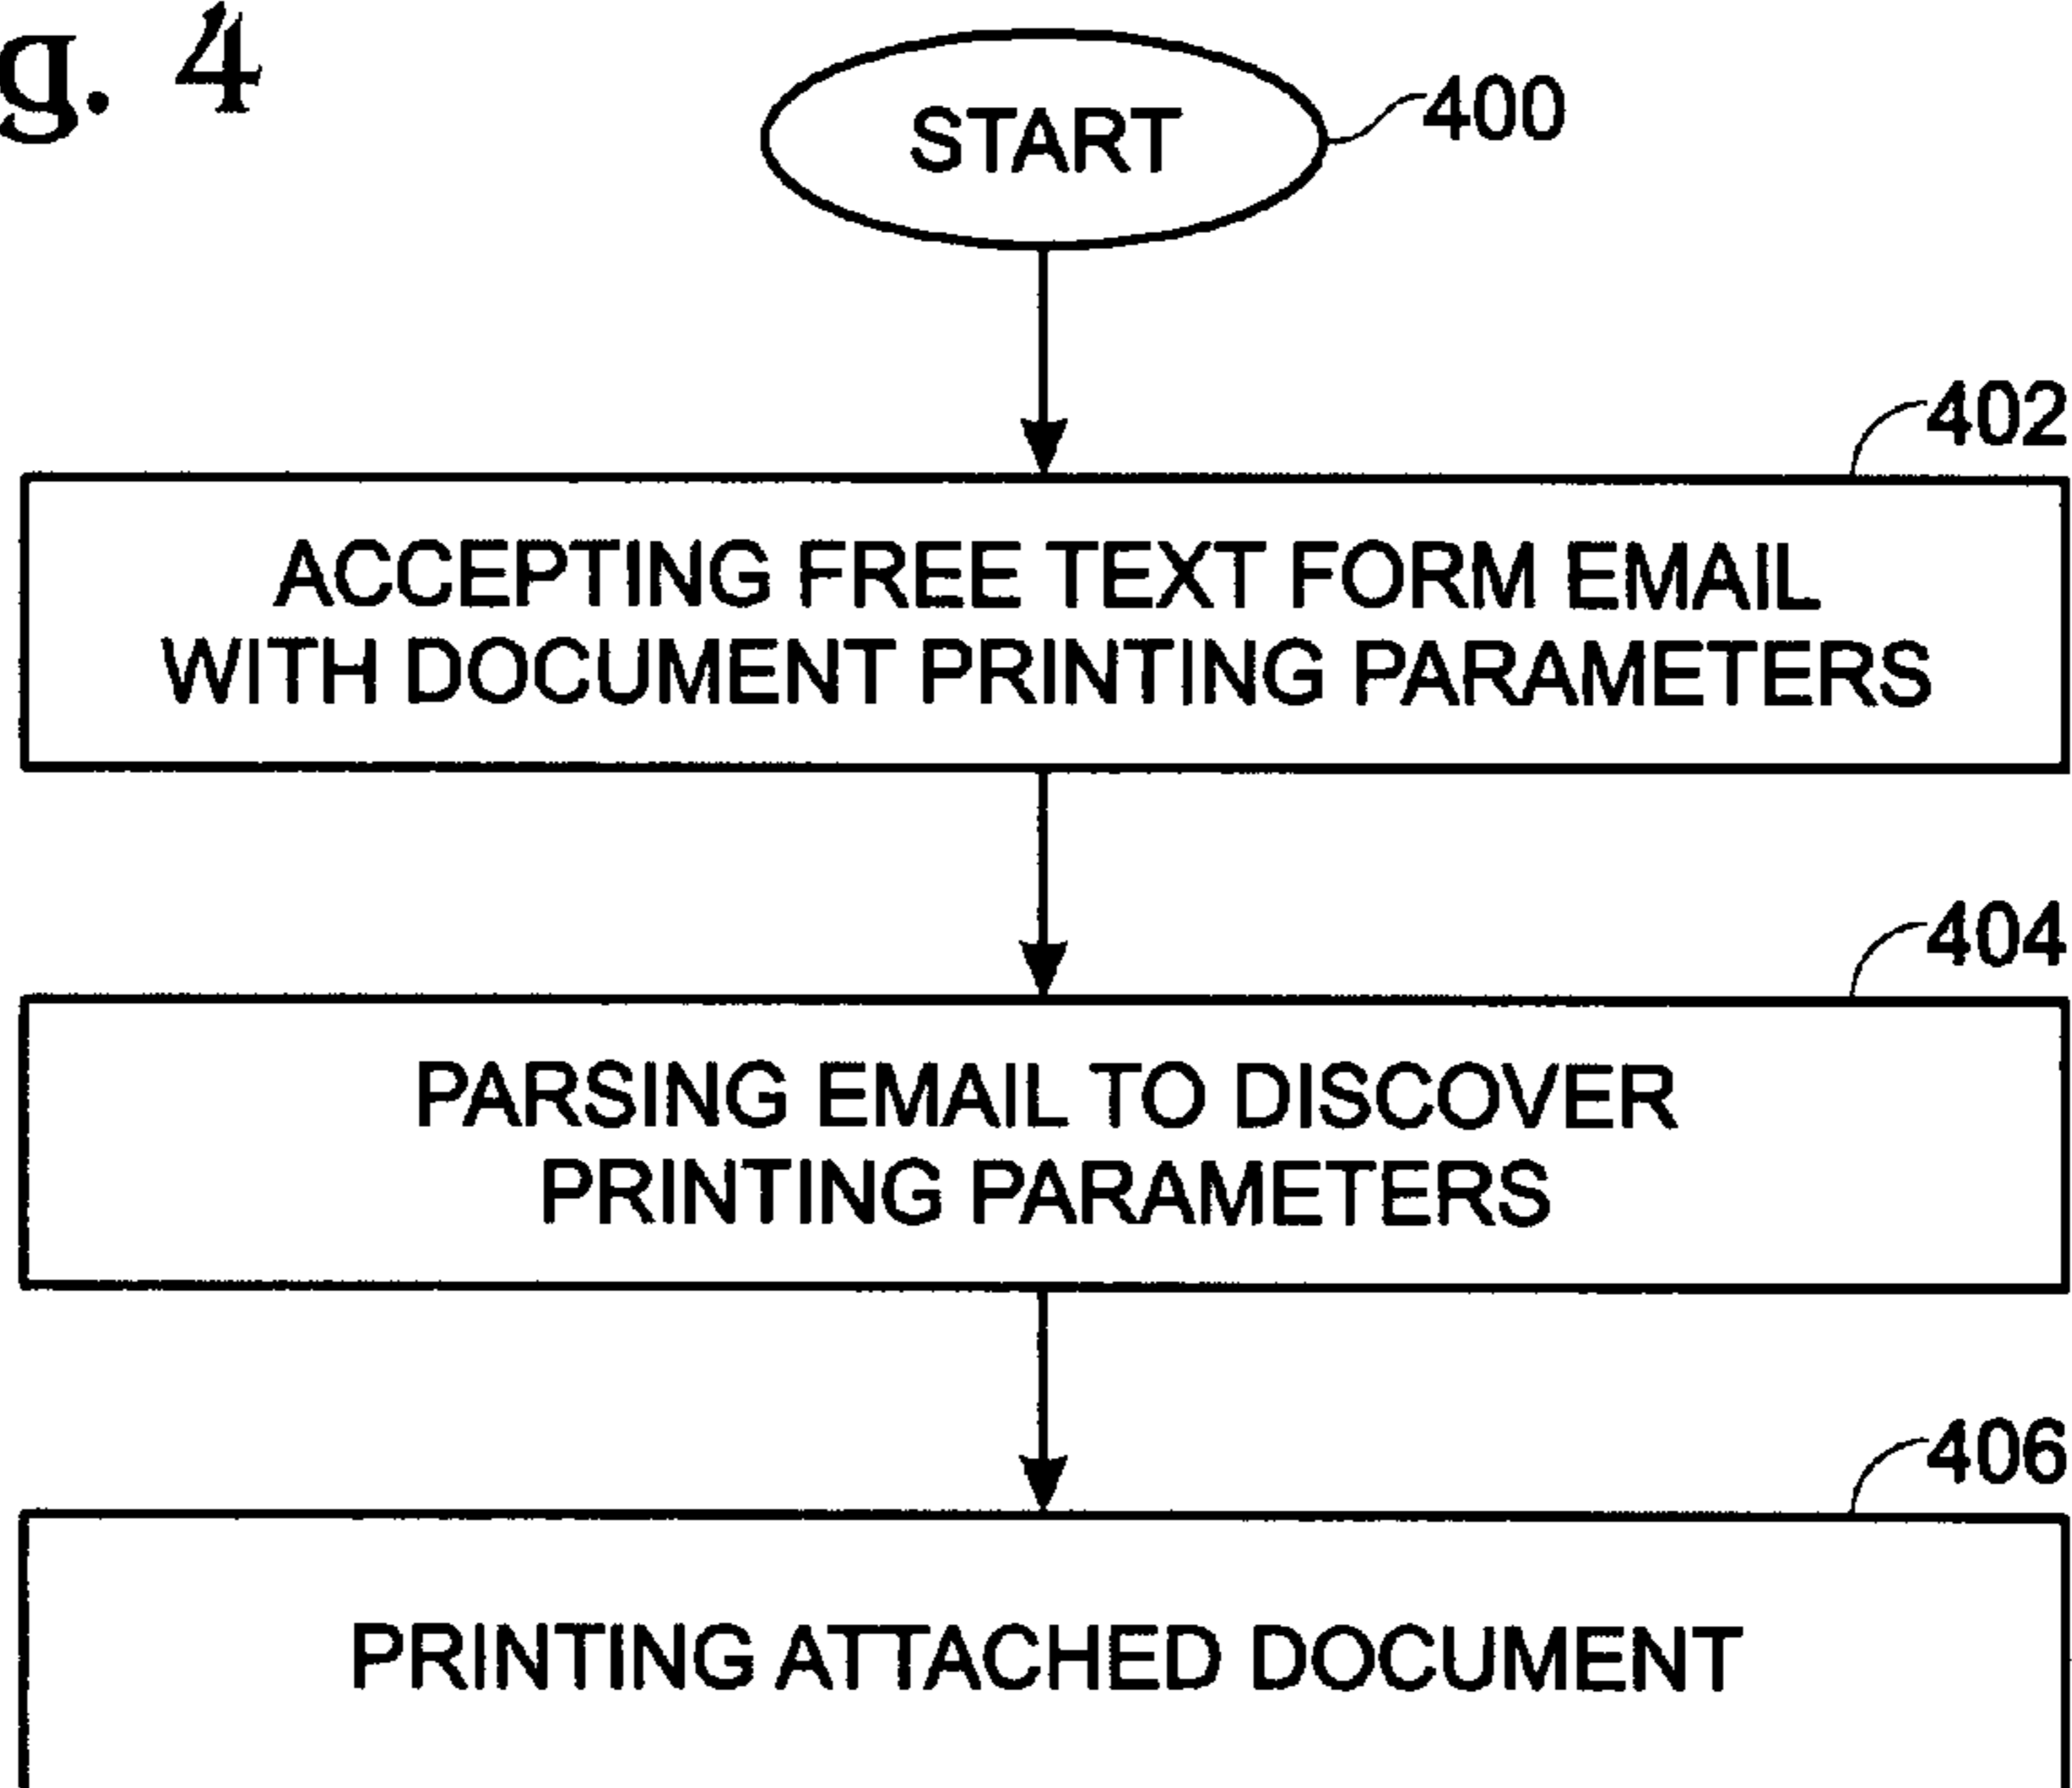 g. 4
START
400
402
ACCEPTING FREE TEXT FORM EMAIL
WITH DOCUMENT PRINTING PARAMETERS
404
PARSING EMAIL TO DISCOVER
PRINTING PARAMETERS
406
PRINTING ATTACHED DOCUMENT